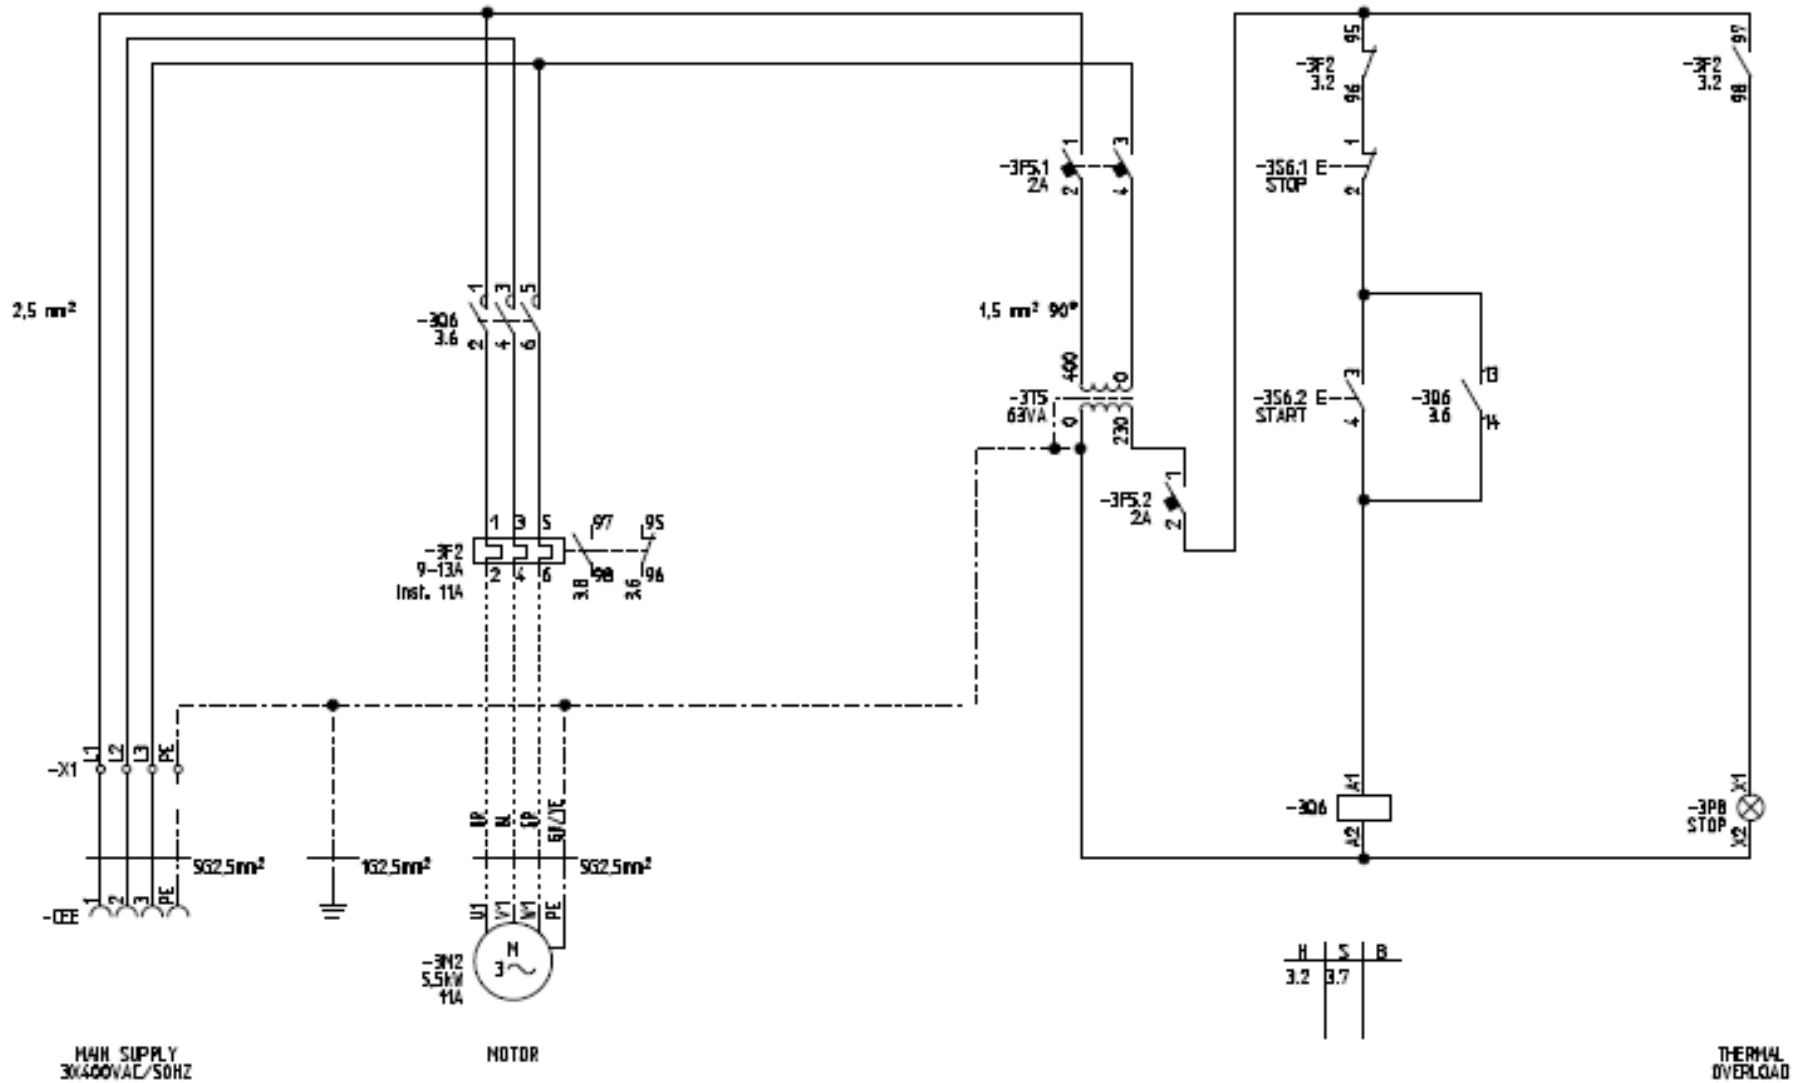 95
-3F2
3.2
96
97
-3F2
3.2
98
1
3
-3F5.1
2A
2
4
1
-3S6.1 E
STOP
2
2,5 mm²
1
3
5
-3Q6
3.6
2
4
6
1,5 mm² 90°
400
0
-3T5
63VA
0
230
3
-3S6.2 E
START
4
13
-3Q6
3.6
14
1
-3F5.2
2A
2
1
3
5
97
95
-3F2
9-13A
Inst. 11A
2
4
6
98
96
3.8
3.6
-X1
L1
L2
L3
PE
GN/GE
5G2,5mm²
1G2,5mm²
5G2,5mm²
-CEE
1
2
3
PE
U1
V1
W1
PE
M
3~
-3M2
5,5kW
11A
A1
-3Q6
A2
X1
-3P8
STOP
X2
H S B
3.2 3.7
MAIN SUPPLY
3X400VAC/50HZ
MOTOR
THERMAL
OVERLOAD